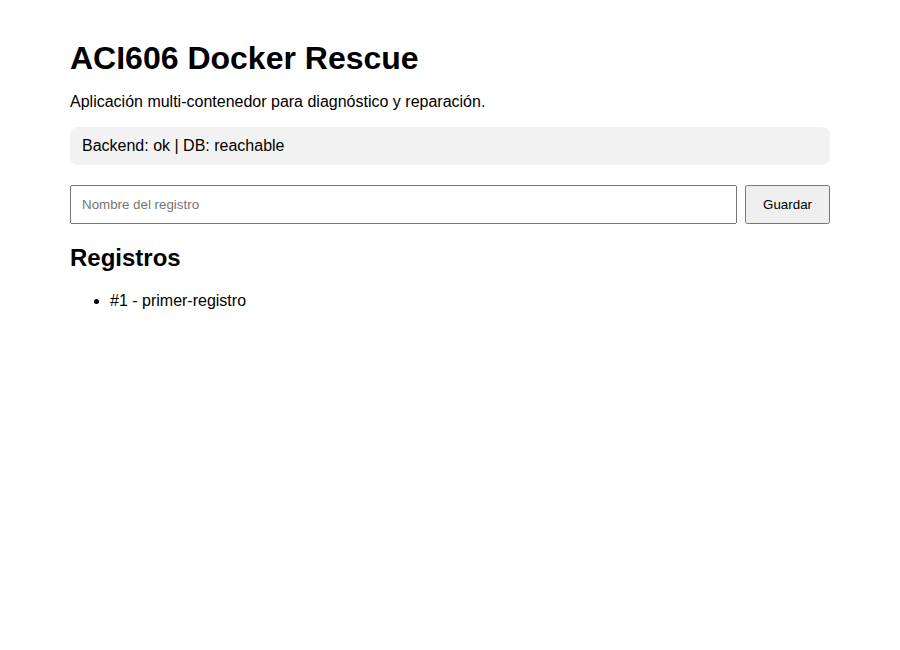 ACI606 Docker Rescue
Aplicación multi-contenedor para diagnóstico y reparación.
Backend: ok | DB: reachable
Nombre del registro
Guardar
Registros
#1 - primer-registro